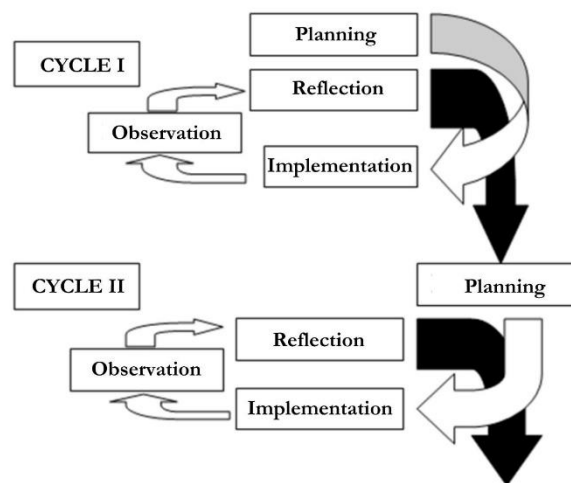 Planning
CYCLE I
Reflection
Observation
Implementation
CYCLE II
Planning
Reflection
Observation
Implementation